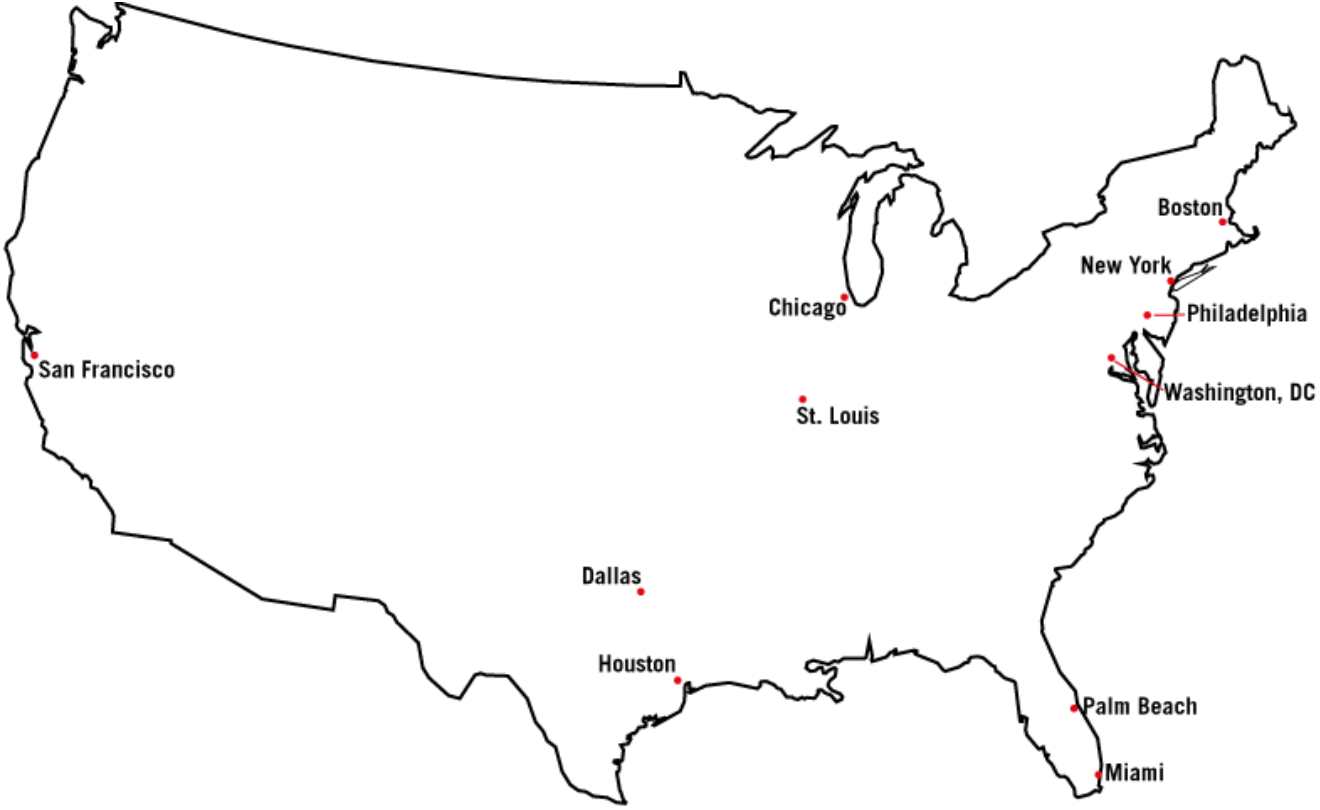 Boston
New York
Chicago
Philadelphia
San Francisco
Washington, DC
St. Louis
Dallas
Houston
Palm Beach
Miami